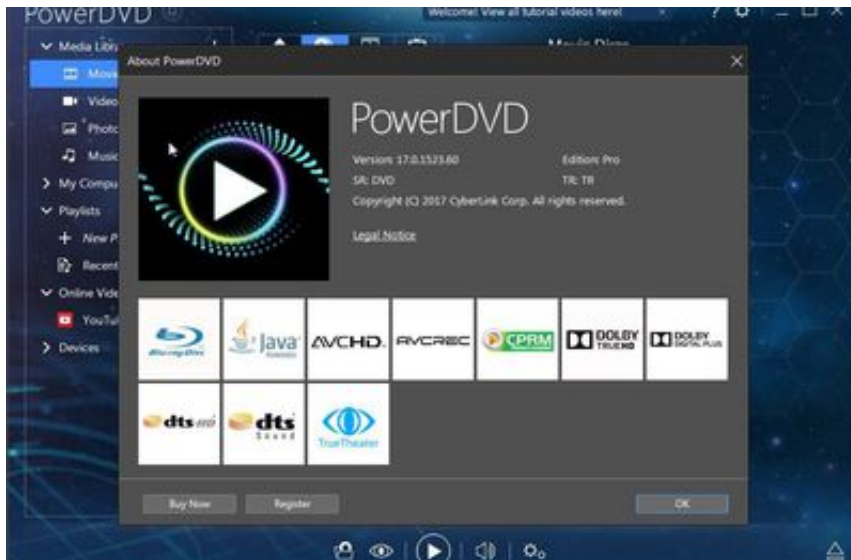 PowerDVD
Welcome! View all tutorial videos here!
Media Libr
Movi
Video
Photo
Music
My Compu
Playlists
New P
Recent
Online Vide
YouTu
Devices
About PowerDVD
PowerDVD
Version: 17.0.1523.60
Edition: Pro
SR: DVD
TR: TR
Copyright (C) 2017 CyberLink Corp. All rights reserved.
Legal Notice
Blu-ray Disc
Java
POWERED
AVCHD.
AVCREC
CPRM
DOLBY
TRUEHD
DOLBY
DIGITAL PLUS
dts HD
dts
Sound
TrueTheater
Buy Now
Register
OK